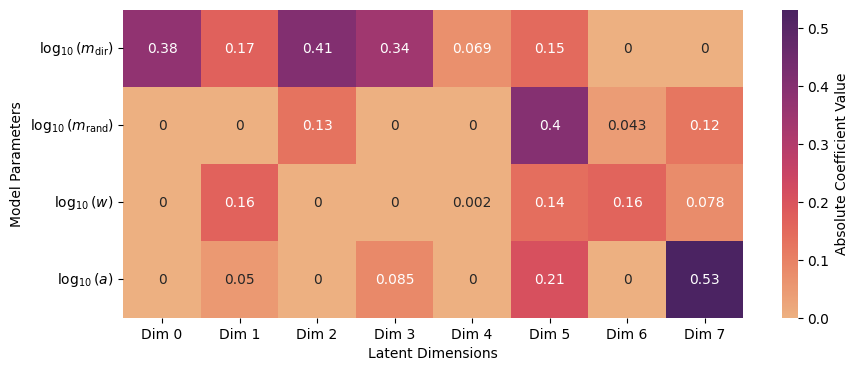 log₁₀(m_dir) 0.38 0.17 0.41 0.34 0.069 0.15 0 0
log₁₀(m_rand) 0 0 0.13 0 0 0.4 0.043 0.12
log₁₀(w) 0 0.16 0 0 0.002 0.14 0.16 0.078
log₁₀(a) 0 0.05 0 0.085 0 0.21 0 0.53
Dim 0 Dim 1 Dim 2 Dim 3 Dim 4 Dim 5 Dim 6 Dim 7
Latent Dimensions
Model Parameters
0.5
0.4
0.3
0.2
0.1
0.0
Absolute Coefficient Value